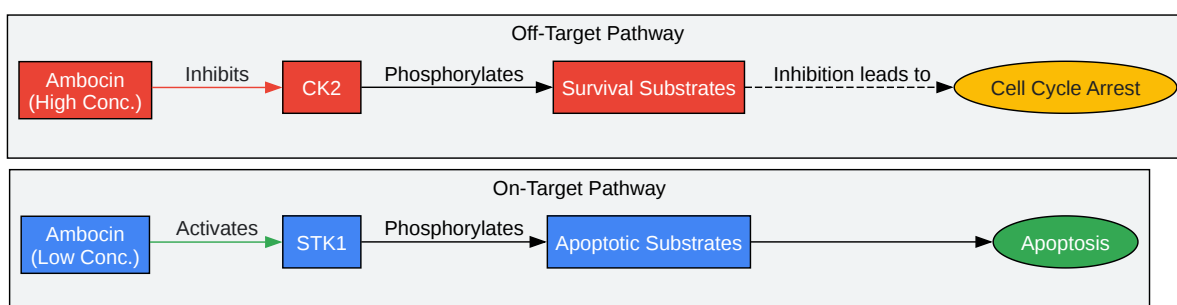 Off-Target Pathway
Ambocin
(High Conc.)
Inhibits
CK2
Phosphorylates
Survival Substrates
Inhibition leads to
Cell Cycle Arrest
On-Target Pathway
Ambocin
(Low Conc.)
Activates
STK1
Phosphorylates
Apoptotic Substrates
Apoptosis